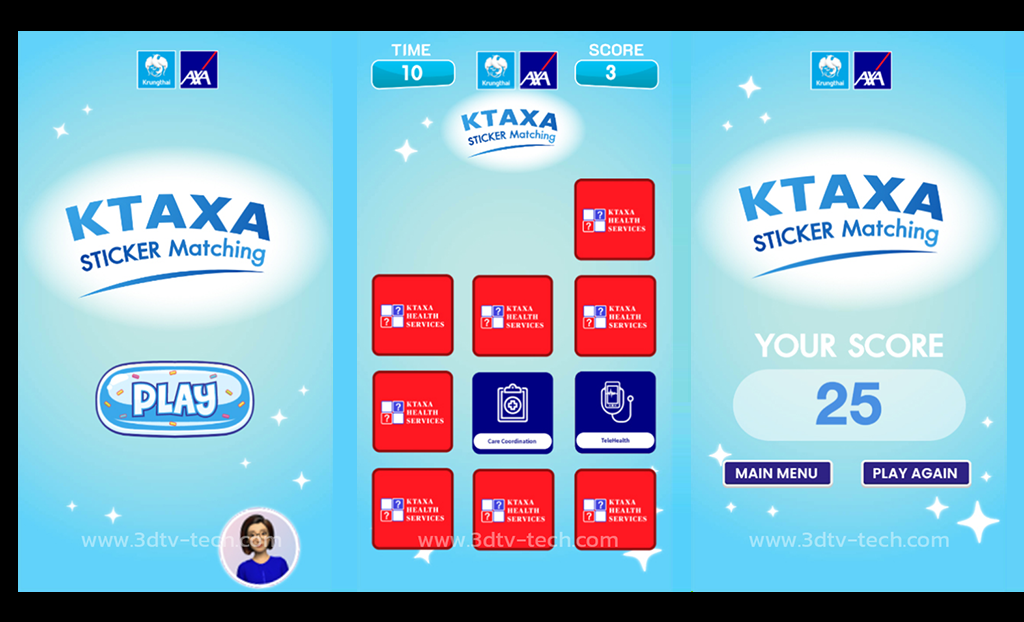 Krungthai
AXA
KTAXA
STICKER Matching
PLAY
www.3dtv-tech.com
TIME
10
Krungthai
AXA
SCORE
3
KTAXA
STICKER Matching
?
?
KTAXA
HEALTH
SERVICES
?
?
KTAXA
HEALTH
SERVICES
?
?
KTAXA
HEALTH
SERVICES
?
?
KTAXA
HEALTH
SERVICES
?
?
KTAXA
HEALTH
SERVICES
Care Coordination
TeleHealth
?
?
KTAXA
HEALTH
SERVICES
?
?
KTAXA
HEALTH
SERVICES
?
?
KTAXA
HEALTH
SERVICES
www.3dtv-tech.com
Krungthai
AXA
KTAXA
STICKER Matching
YOUR SCORE
25
MAIN MENU
PLAY AGAIN
www.3dtv-tech.com